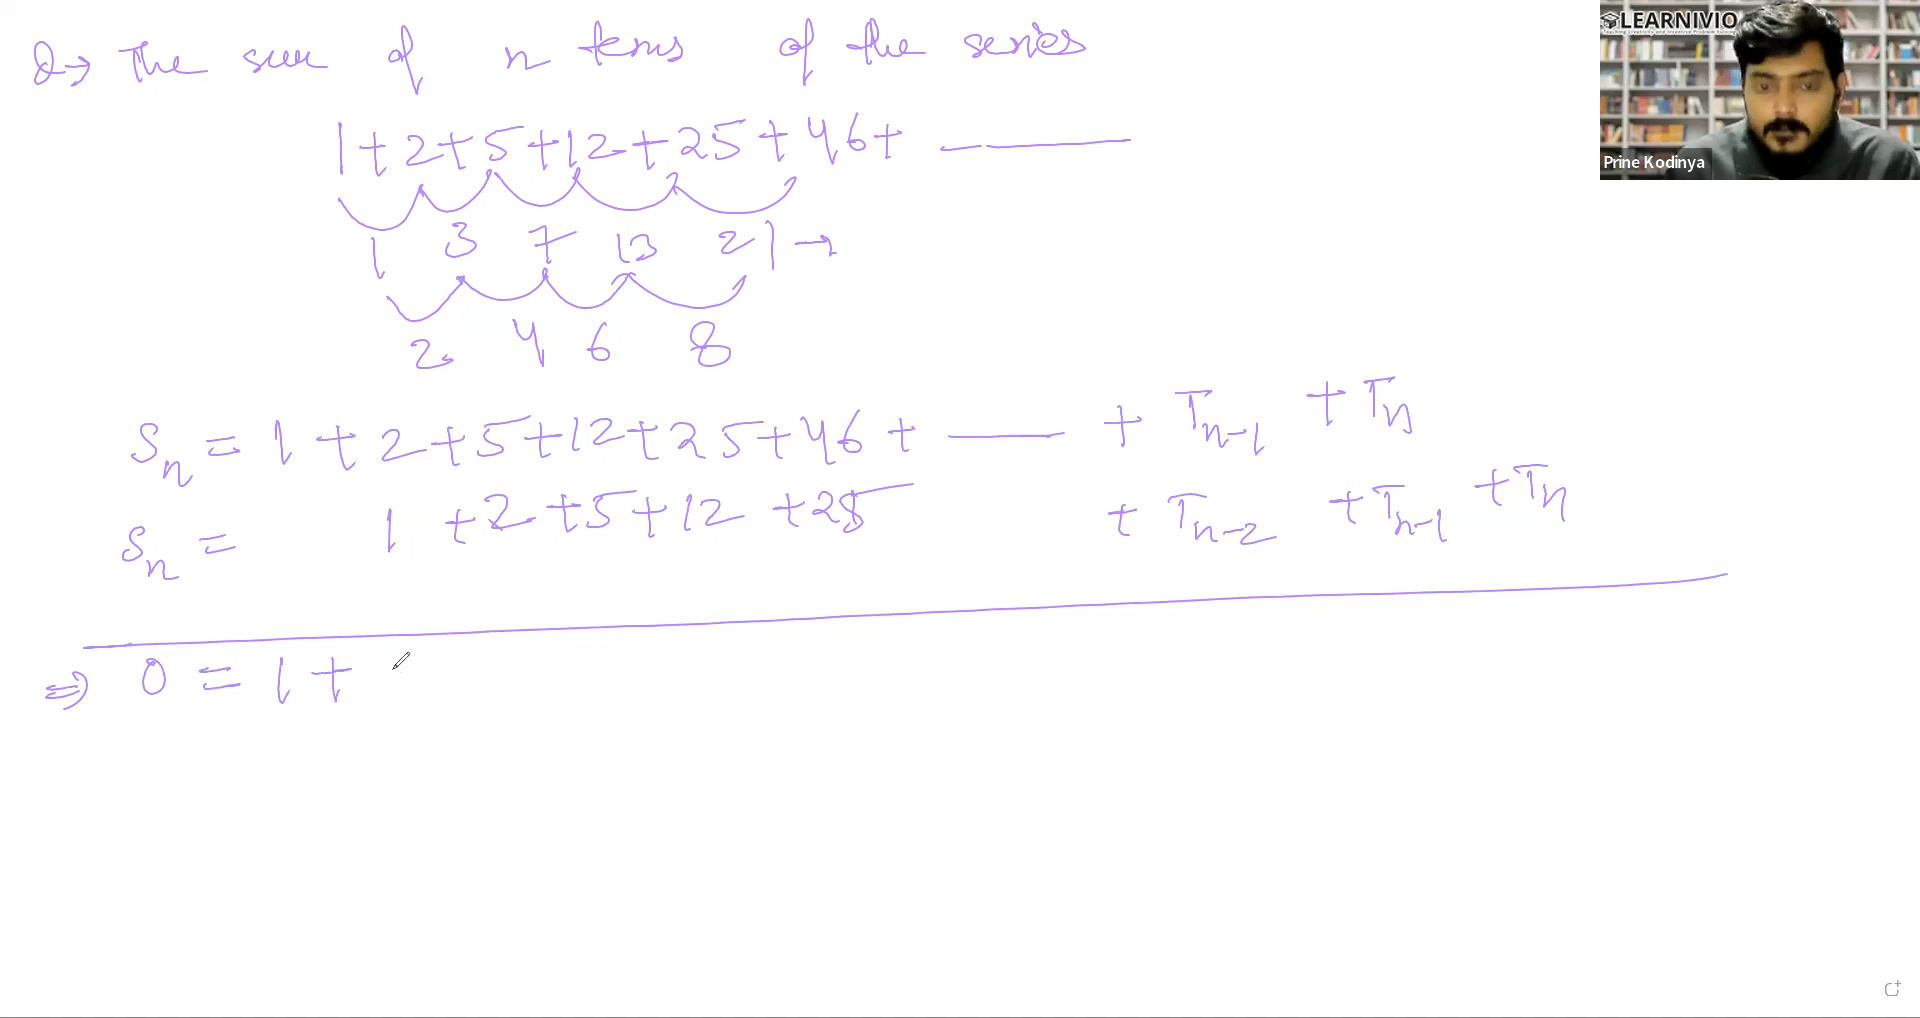 LEARNIVIO
Prine Kodinya
Q→ The sum of n terms of the series
1+2+5+12+25+46+ ———
1 3 7 13 21 →
2 4 6 8
Sn = 1+2+5+12+25+46+ —— + Tn-1 + Tn
Sn = 1+2+5+12+25 + Tn-2 + Tn-1 + Tn
⇒ 0 = 1+